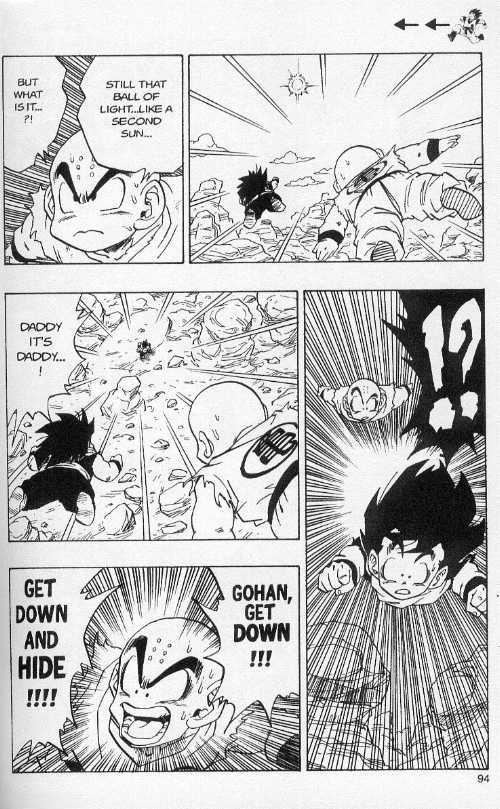 STILL THAT
BALL OF
LIGHT...LIKE A
SECOND
SUN...
BUT
WHAT
IS IT...
?!
!?
DADDY
IT'S
DADDY...
!
GOHAN,
GET
DOWN
!!!
GET
DOWN
AND
HIDE
!!!!
94